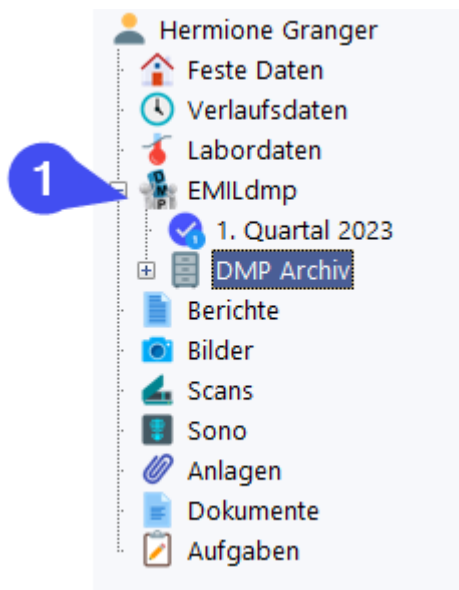 Hermione Granger
Feste Daten
Verlaufsdaten
Labordaten
1
EMILdmp
1. Quartal 2023
DMP Archiv
Berichte
Bilder
Scans
Sono
Anlagen
Dokumente
Aufgaben